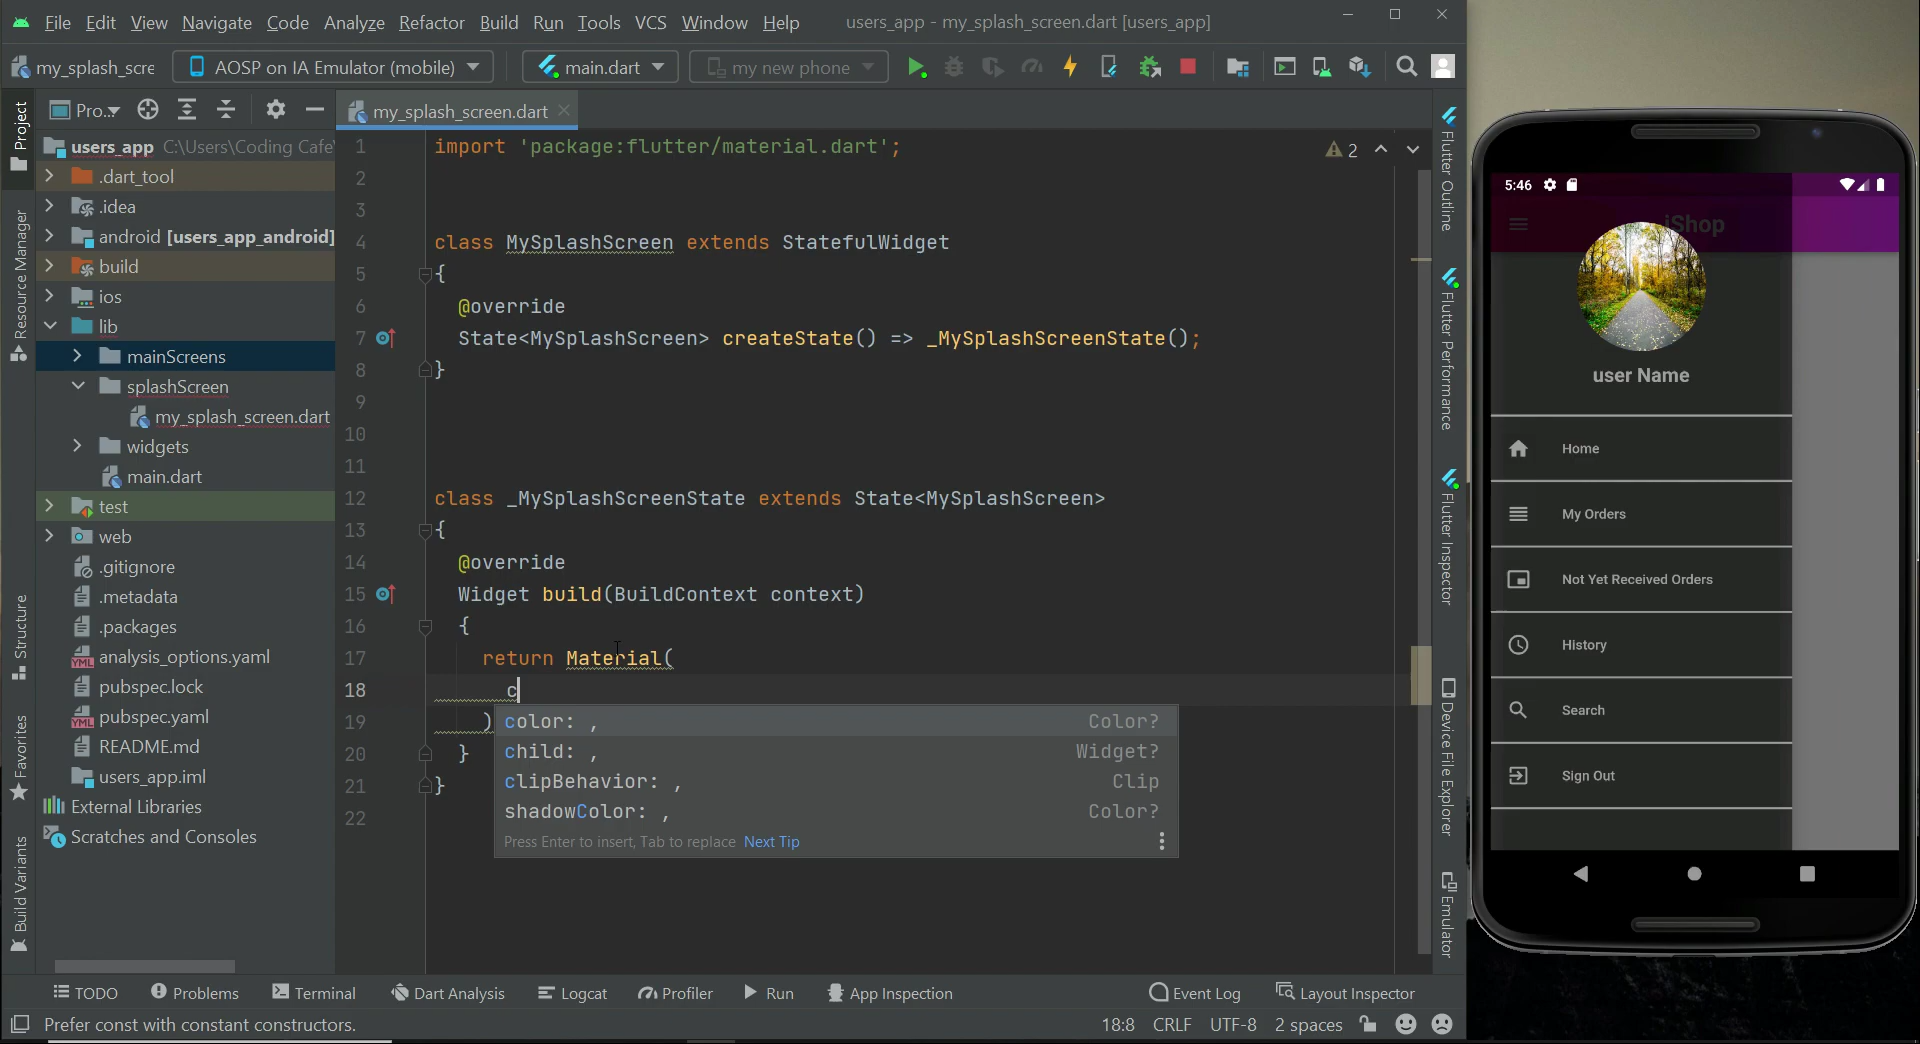 File Edit View Navigate Code Analyze Refactor Build Run Tools VCS Window Help users_app - my_splash_screen.dart [users_app]
my_splash_scre AOSP on IA Emulator (mobile) main.dart my new phone
Pro... my_splash_screen.dart
Project
Resource Manager
Structure
Favorites
Build Variants
users_app C:\Users\Coding Cafe
.dart_tool
.idea
android [users_app_android]
build
ios
lib
mainScreens
splashScreen
my_splash_screen.dart
widgets
main.dart
test
web
.gitignore
.metadata
.packages
analysis_options.yaml
pubspec.lock
pubspec.yaml
README.md
users_app.iml
External Libraries
Scratches and Consoles
1 import 'package:flutter/material.dart';
2
3
4 class MySplashScreen extends StatefulWidget
5 {
6 @override
7 State<MySplashScreen> createState() => _MySplashScreenState();
8 }
9
10
11
12 class _MySplashScreenState extends State<MySplashScreen>
13 {
14 @override
15 Widget build(BuildContext context)
16 {
17 return Material(
18 c
19 )
20 }
21 }
22
2
color: , Color?
child: , Widget?
clipBehavior: , Clip
shadowColor: , Color?
Press Enter to insert, Tab to replace Next Tip
Flutter Outline
Flutter Performance
Flutter Inspector
Device File Explorer
Emulator
5:46
iShop
user Name
Home
My Orders
Not Yet Received Orders
History
Search
Sign Out
TODO Problems Terminal Dart Analysis Logcat Profiler Run App Inspection Event Log Layout Inspector
Prefer const with constant constructors. 18:8 CRLF UTF-8 2 spaces